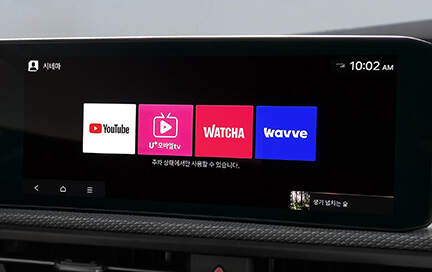 시네마
10:02 AM
YouTube
U+모바일tv
WATCHA
wavve
주차 상태에서만 사용할 수 있습니다.
생기 넘치는 숲